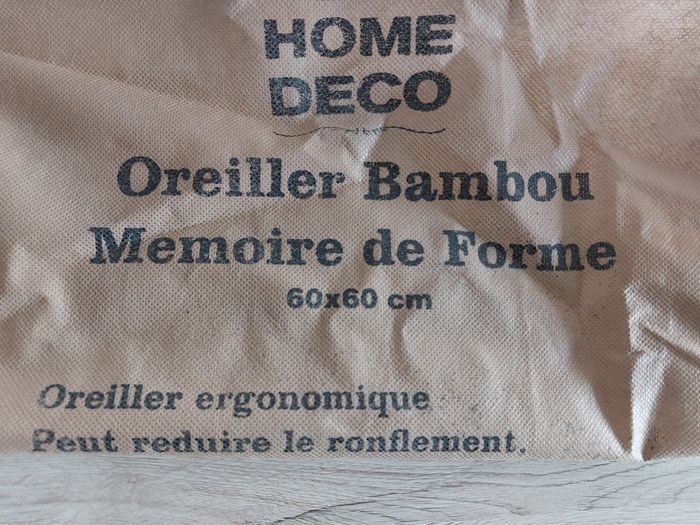 HOME
DECO
Oreiller Bambou
Memoire de Forme
60x60 cm
Oreiller ergonomique
Peut reduire le ronflement.